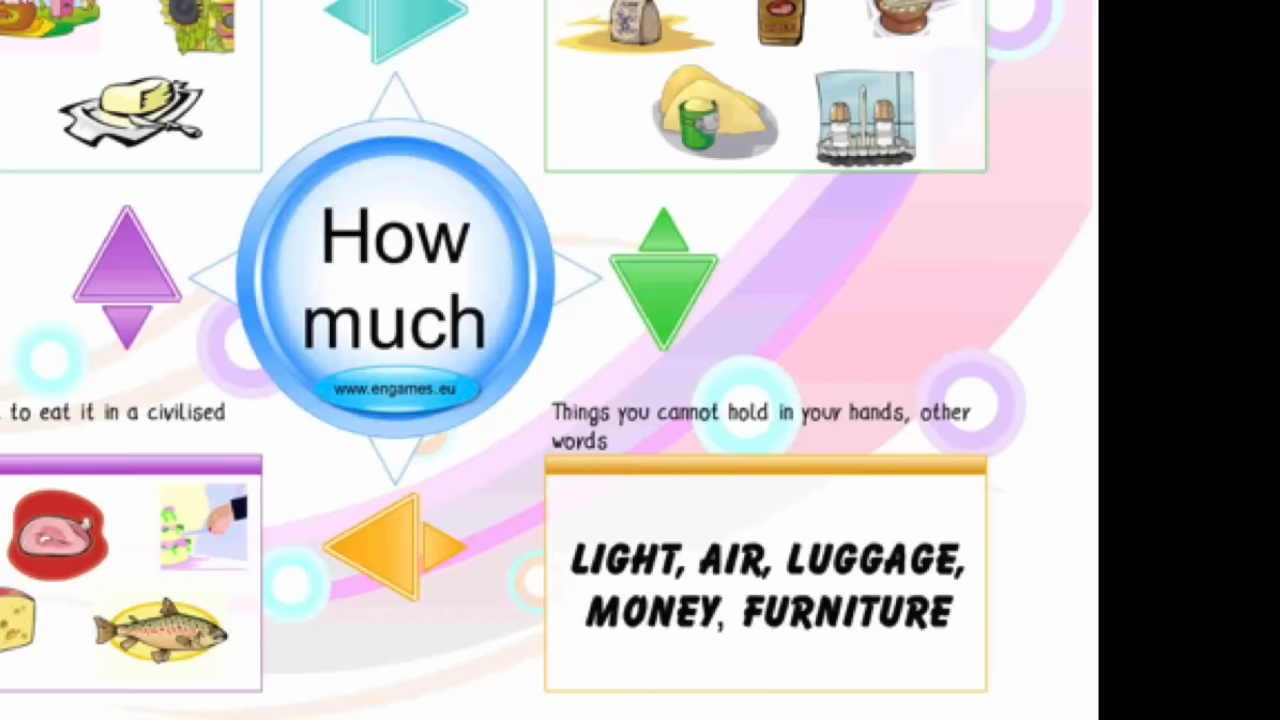 How
much
www.engames.eu
to eat it in a civilised
Things you cannot hold in your hands, other
words
LIGHT, AIR, LUGGAGE,
MONEY, FURNITURE